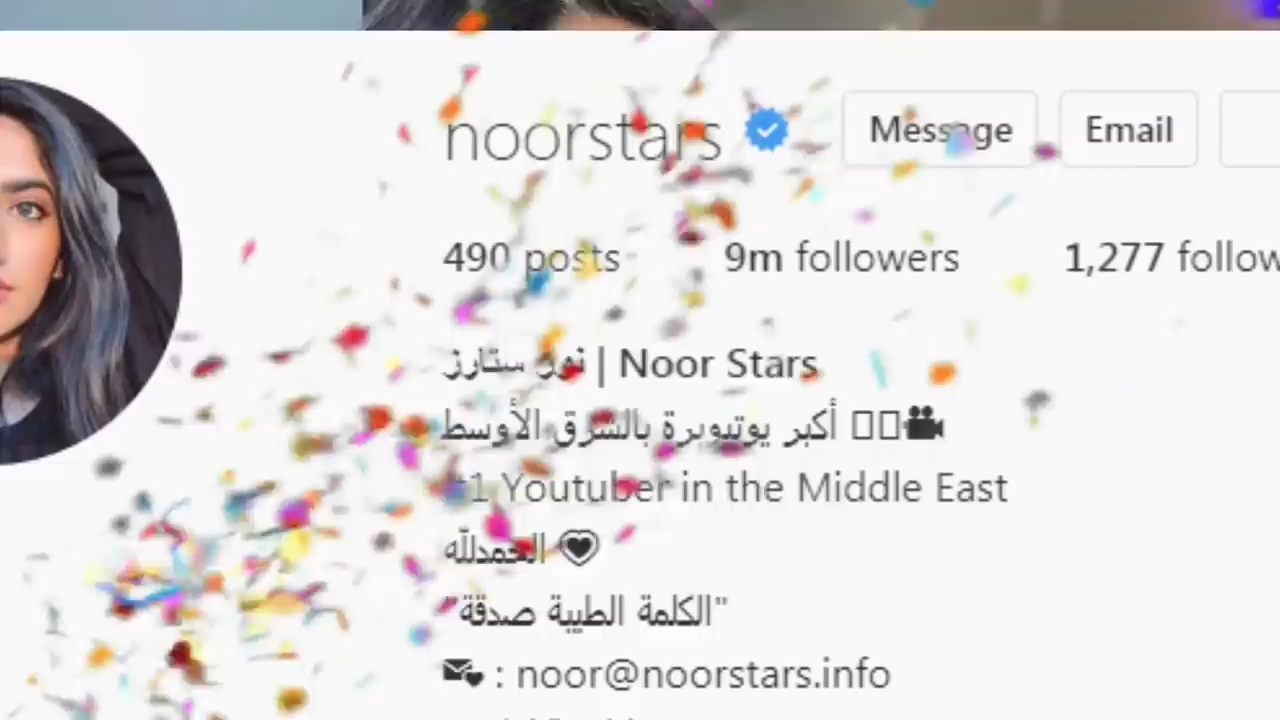 noorstars
Message
Email
490 posts
9m followers
1,277 follow
نور ستارز | Noor Stars
أكبر يوتيوبرة بالشرق الأوسط
#1 Youtuber in the Middle East
الحمدلله
"الكلمة الطيبة صدقة"
: noor@noorstars.info